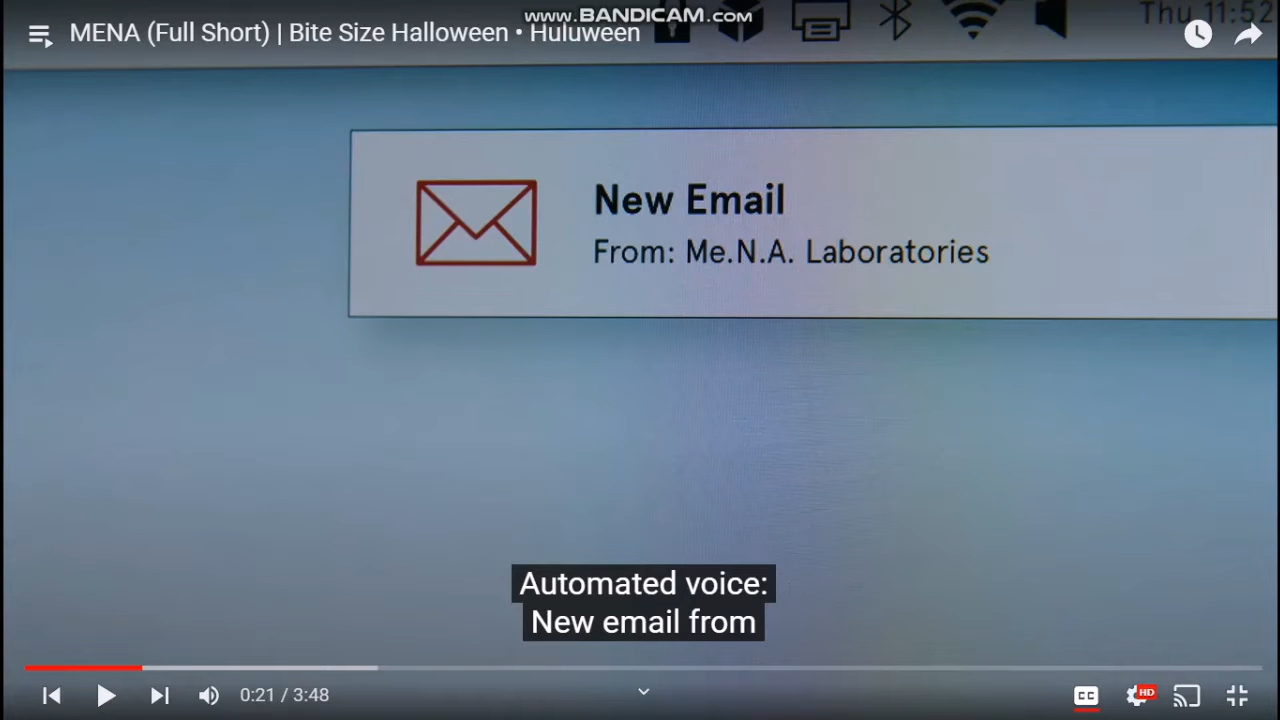 www.BANDICAM.com
MENA (Full Short) | Bite Size Halloween • Huluween
Thu 11:52
New Email
From: Me.N.A. Laboratories
Automated voice:
New email from
0:21 / 3:48
CC
HD